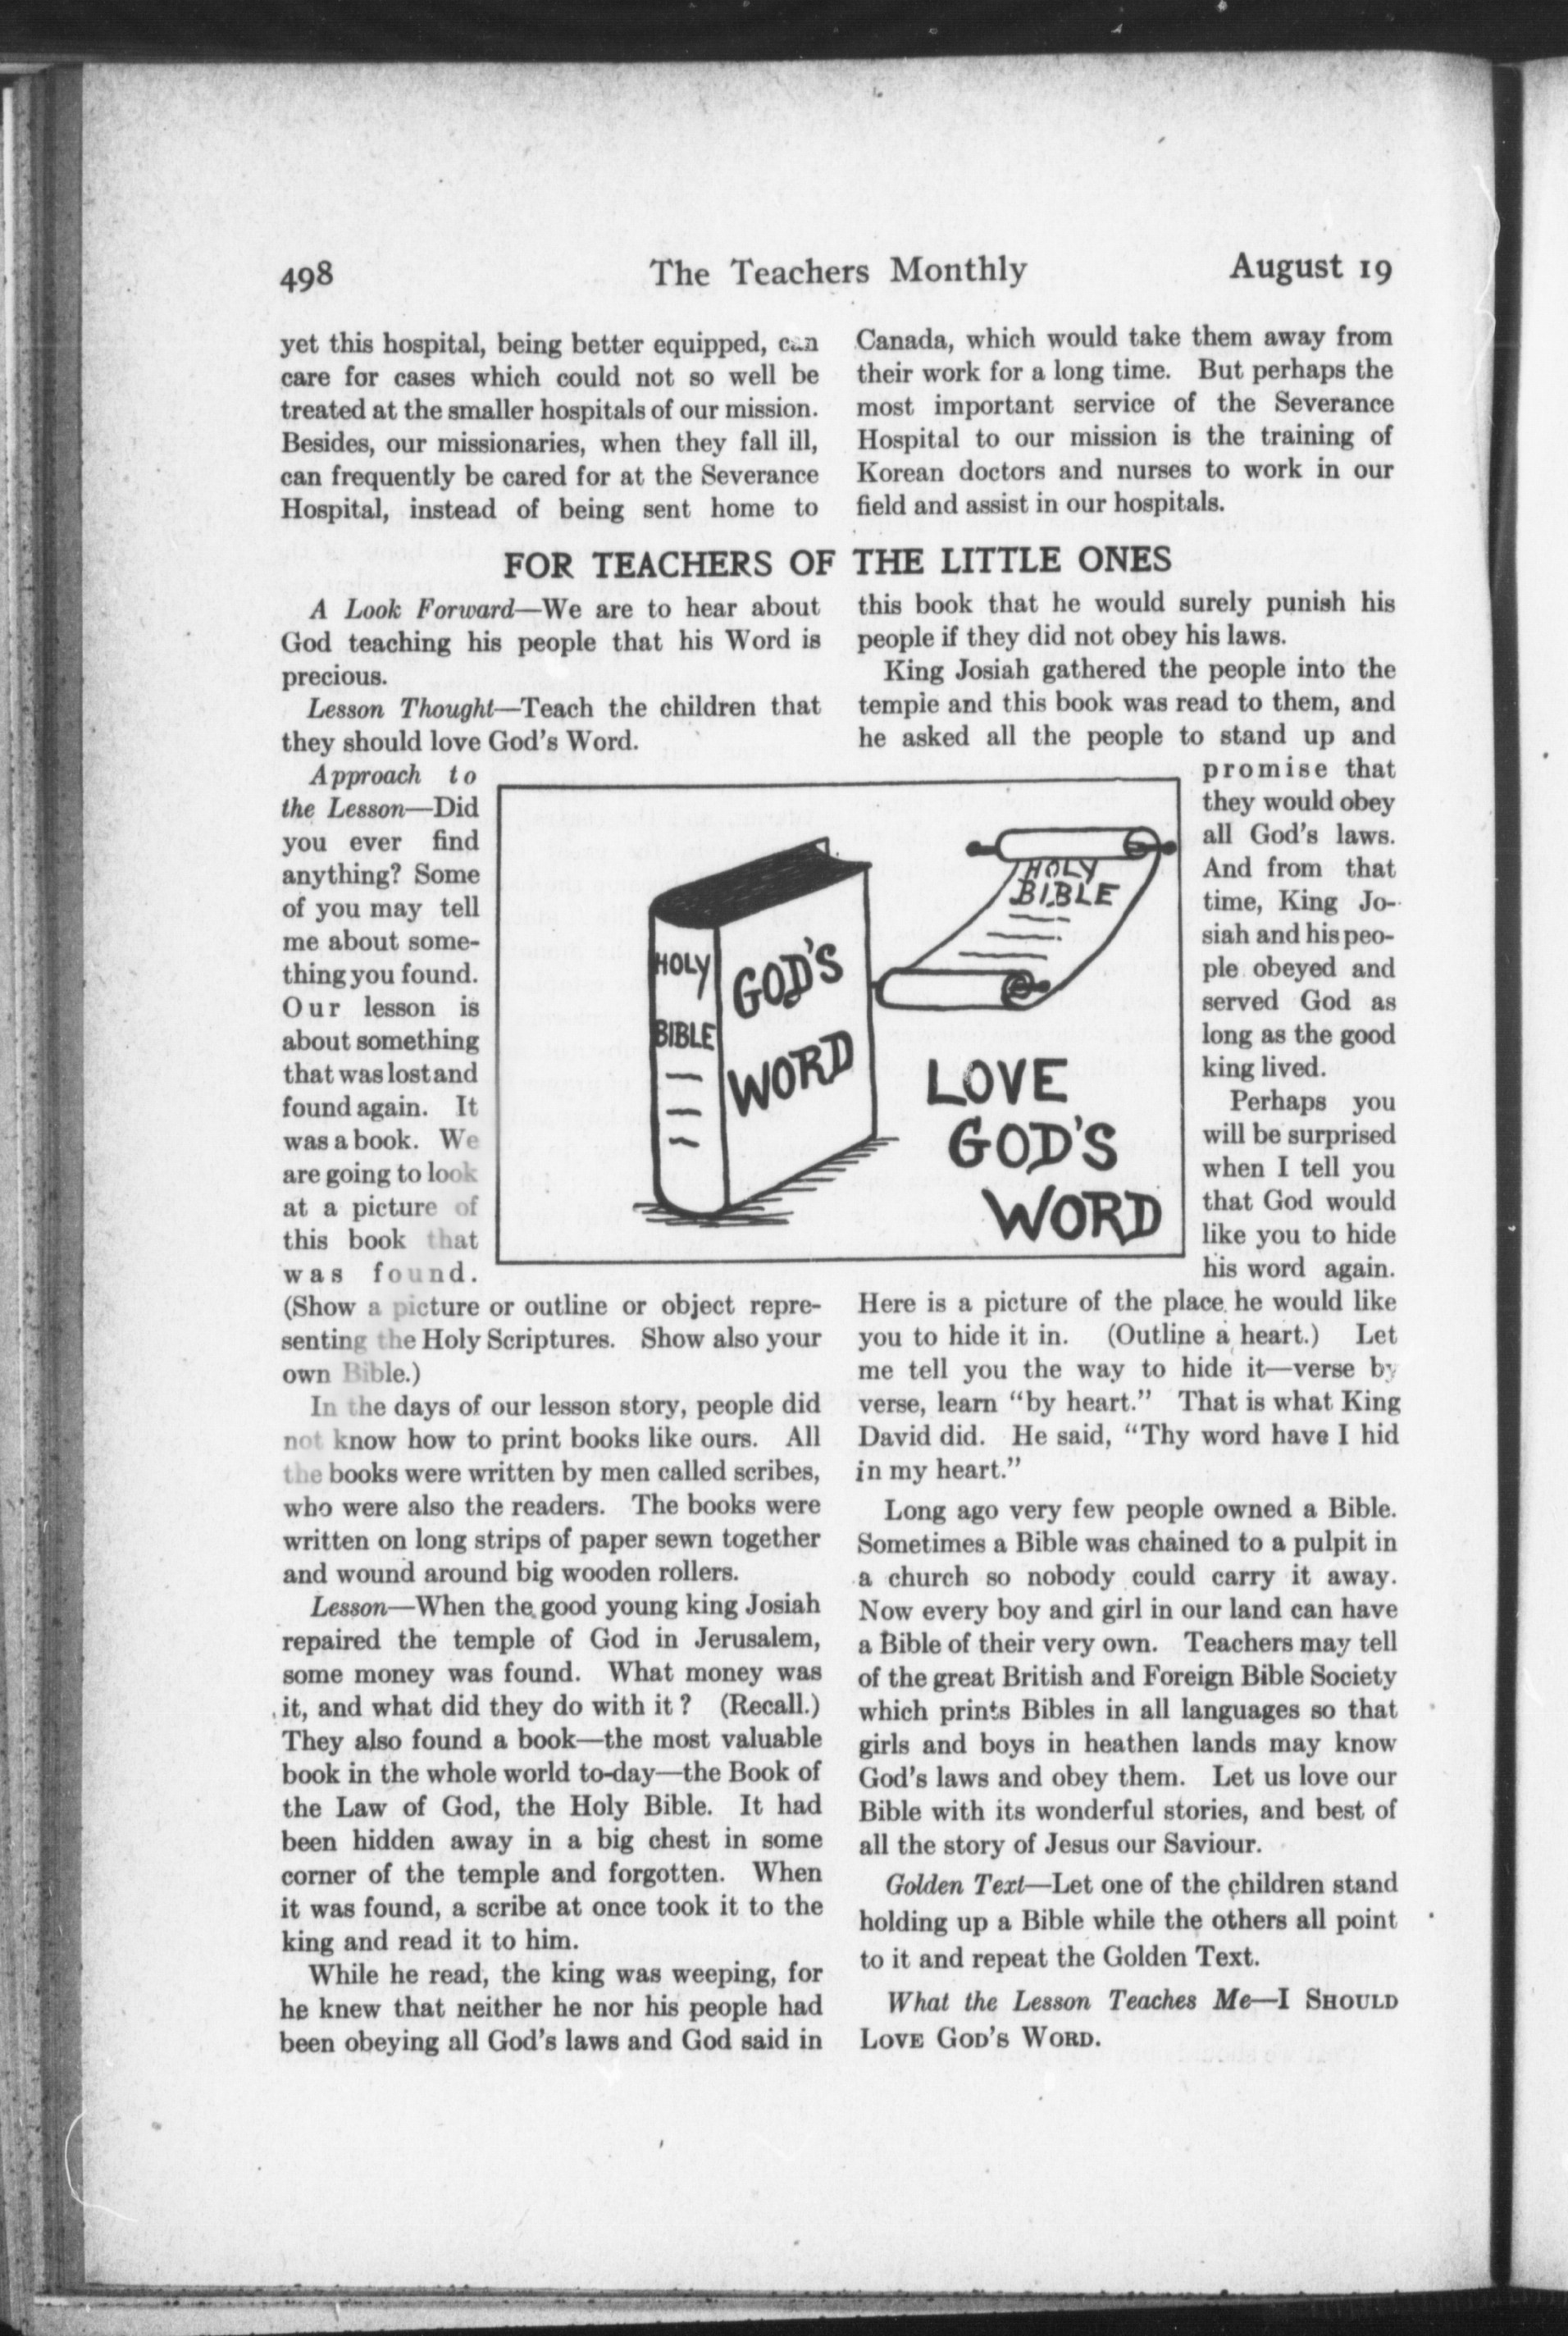 498 The Teachers Monthly August 19
yet this hospital, being better equipped, can
care for cases which could not so well be
treated at the smaller hospitals of our mission.
Besides, our missionaries, when they fall ill,
can frequently be cared for at the Severance
Hospital, instead of being sent home to
Canada, which would take them away from
their work for a long time. But perhaps the
most important service of the Severance
Hospital to our mission is the training of
Korean doctors and nurses to work in our
field and assist in our hospitals.
FOR TEACHERS OF THE LITTLE ONES
A Look Forward—We are to hear about
God teaching his people that his Word is
precious.
Lesson Thought—Teach the children that
they should love God's Word.
Approach to
the Lesson—Did
you ever find
anything? Some
of you may tell
me about some-
thing you found.
Our lesson is
about something
that was lost and
found again. It
was a book. We
are going to look
at a picture of
this book that
was found.
(Show a picture or outline or object repre-
senting the Holy Scriptures. Show also your
own Bible.)
In the days of our lesson story, people did
not know how to print books like ours. All
the books were written by men called scribes,
who were also the readers. The books were
written on long strips of paper sewn together
and wound around big wooden rollers.
Lesson—When the good young king Josiah
repaired the temple of God in Jerusalem,
some money was found. What money was
it, and what did they do with it? (Recall.)
They also found a book—the most valuable
book in the whole world to-day—the Book of
the Law of God, the Holy Bible. It had
been hidden away in a big chest in some
corner of the temple and forgotten. When
it was found, a scribe at once took it to the
king and read it to him.
While he read, the king was weeping, for
he knew that neither he nor his people had
been obeying all God's laws and God said in
HOLY
BIBLE
GOD'S
WORD
HOLY
BIBLE
LOVE
GOD'S
WORD
this book that he would surely punish his
people if they did not obey his laws.
King Josiah gathered the people into the
temple and this book was read to them, and
he asked all the people to stand up and
promise that
they would obey
all God's laws.
And from that
time, King Jo-
siah and his peo-
ple obeyed and
served God as
long as the good
king lived.
Perhaps you
will be surprised
when I tell you
that God would
like you to hide
his word again.
Here is a picture of the place he would like
you to hide it in. (Outline a heart.) Let
me tell you the way to hide it—verse by
verse, learn "by heart." That is what King
David did. He said, "Thy word have I hid
in my heart."
Long ago very few people owned a Bible.
Sometimes a Bible was chained to a pulpit in
a church so nobody could carry it away.
Now every boy and girl in our land can have
a Bible of their very own. Teachers may tell
of the great British and Foreign Bible Society
which prints Bibles in all languages so that
girls and boys in heathen lands may know
God's laws and obey them. Let us love our
Bible with its wonderful stories, and best of
all the story of Jesus our Saviour.
Golden Text—Let one of the children stand
holding up a Bible while the others all point
to it and repeat the Golden Text.
What the Lesson Teaches Me—I SHOULD
LOVE GOD'S WORD.